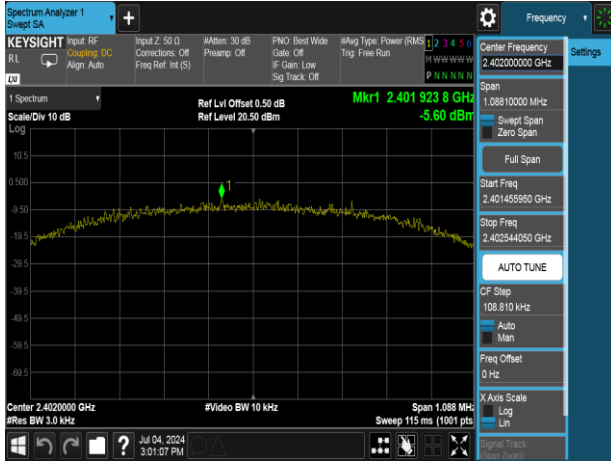 Spectrum Analyzer 1
Swept SA
KEYSIGHT
RL
LXI
Input: RF
Coupling: DC
Align: Auto
Input Z: 50 Ω
Corrections: Off
Freq Ref: Int (S)
#Atten: 30 dB
Preamp: Off
PNO: Best Wide
Gate: Off
IF Gain: Low
Sig Track: Off
#Avg Type: Power (RMS
Trig: Free Run
1 2 3 4 5 6
M W W W W W
P N N N N N
1 Spectrum
Scale/Div 10 dB
Log
Ref Lvl Offset 0.50 dB
Ref Level 20.50 dBm
Mkr1 2.401 923 8 GHz
-5.60 dBm
1
10.5
0.500
-9.50
-19.5
-29.5
-39.5
-49.5
-59.5
-69.5
Center 2.4020000 GHz
#Res BW 3.0 kHz
#Video BW 10 kHz
Span 1.088 MHz
Sweep 115 ms (1001 pts
Jul 04, 2024
3:01:07 PM
Frequency
Settings
Center Frequency
2.402000000 GHz
Span
1.08810000 MHz
Swept Span
Zero Span
Full Span
Start Freq
2.401455950 GHz
Stop Freq
2.402544050 GHz
AUTO TUNE
CF Step
108.810 kHz
Auto
Man
Freq Offset
0 Hz
X Axis Scale
Log
Lin
Signal Track
(Span Zoom)